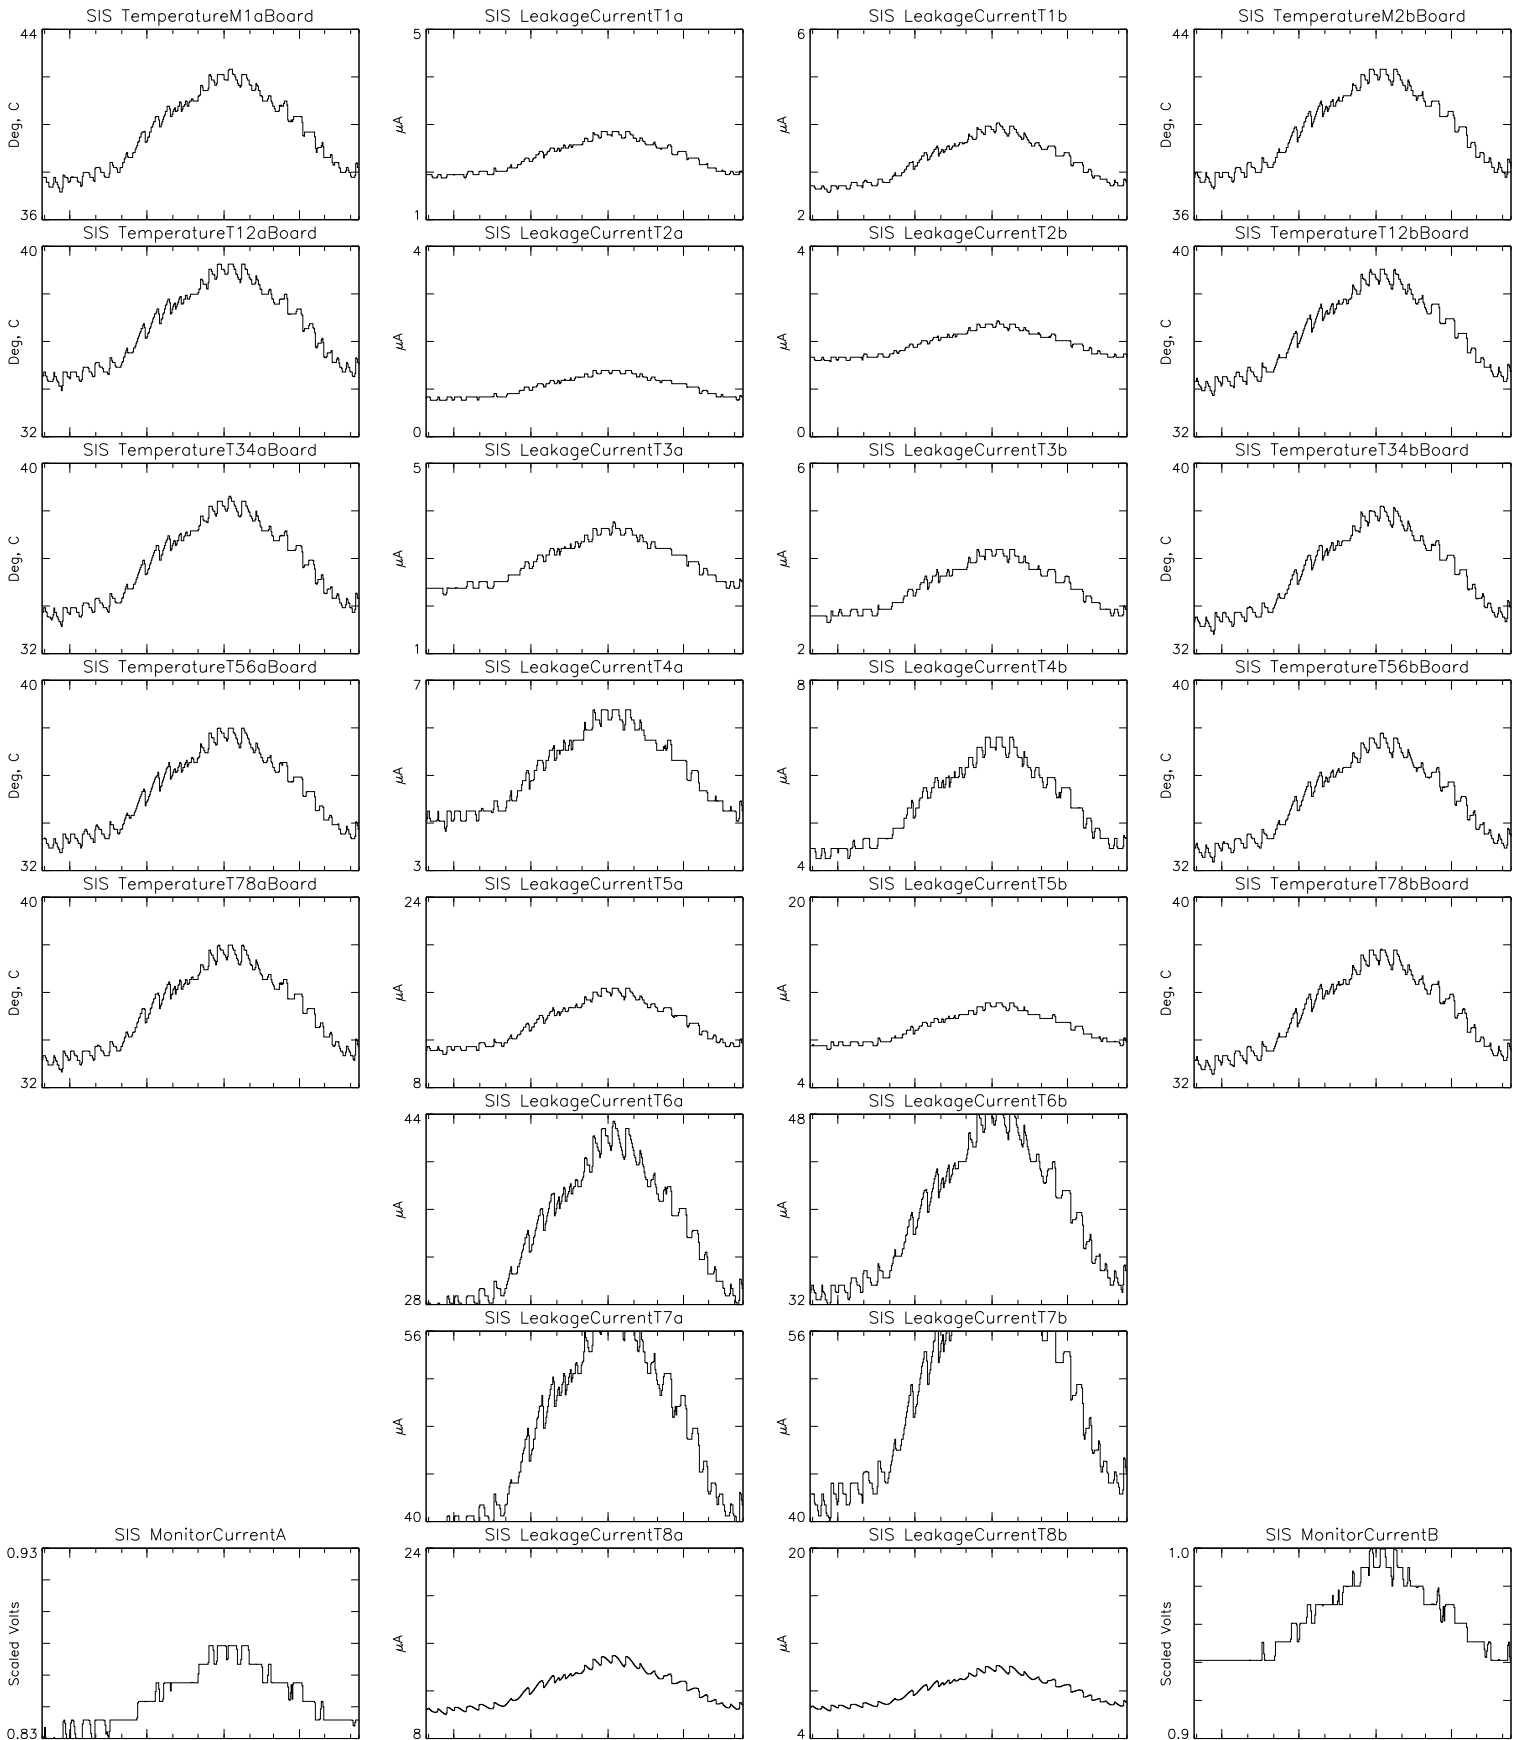 SIS TemperatureM1aBoard
SIS LeakageCurrentT1a
SIS LeakageCurrentT1b
SIS TemperatureM2bBoard
44
5
6
44
Deg, C
µA
µA
Deg, C
36
1
2
36
SIS TemperatureT12aBoard
SIS LeakageCurrentT2a
SIS LeakageCurrentT2b
SIS TemperatureT12bBoard
40
4
4
40
Deg, C
µA
µA
Deg, C
32
0
0
32
SIS TemperatureT34aBoard
SIS LeakageCurrentT3a
SIS LeakageCurrentT3b
SIS TemperatureT34bBoard
40
5
6
40
Deg, C
µA
µA
Deg, C
32
1
2
32
SIS TemperatureT56aBoard
SIS LeakageCurrentT4a
SIS LeakageCurrentT4b
SIS TemperatureT56bBoard
40
7
8
40
Deg, C
µA
µA
Deg, C
32
3
4
32
SIS TemperatureT78aBoard
SIS LeakageCurrentT5a
SIS LeakageCurrentT5b
SIS TemperatureT78bBoard
40
24
20
40
Deg, C
µA
µA
Deg, C
32
8
4
32
SIS LeakageCurrentT6a
SIS LeakageCurrentT6b
44
48
µA
µA
28
32
SIS LeakageCurrentT7a
SIS LeakageCurrentT7b
56
56
µA
µA
40
40
SIS MonitorCurrentA
SIS LeakageCurrentT8a
SIS LeakageCurrentT8b
SIS MonitorCurrentB
0.93
24
20
1.0
Scaled Volts
µA
µA
Scaled Volts
0.83
8
4
0.9